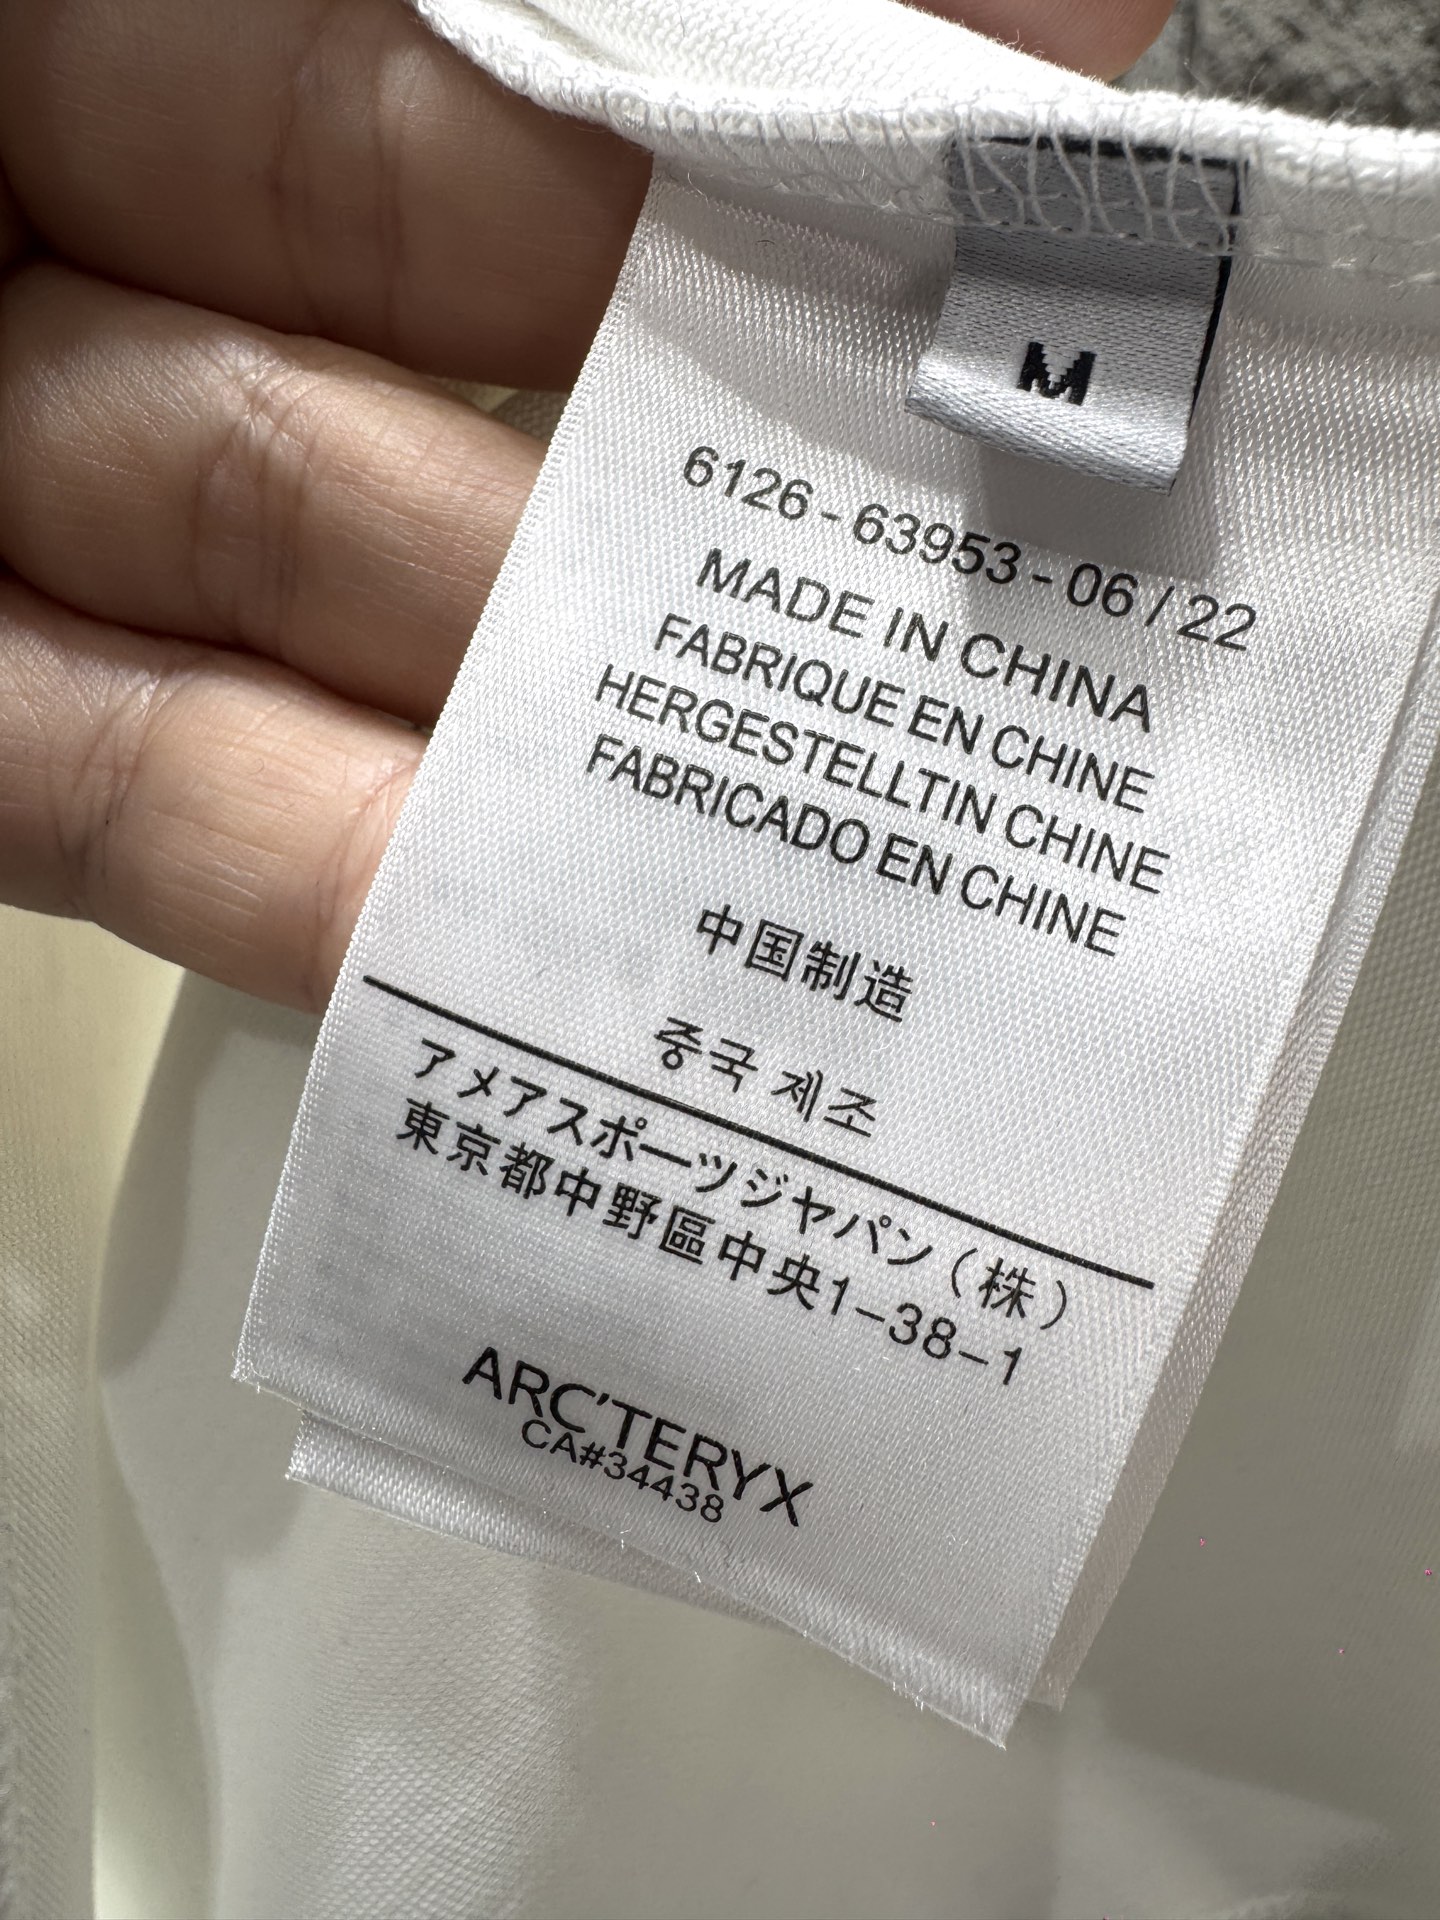 M
6126-63953-06/22
MADE IN CHINA
FABRIQUE EN CHINE
HERGESTELLTIN CHINE
FABRICADO EN CHINE
中国制造
중국 제조
アメアスポーツジャパン（株）
東京都中野區中央1-38-1
ARC'TERYX
CA#34438